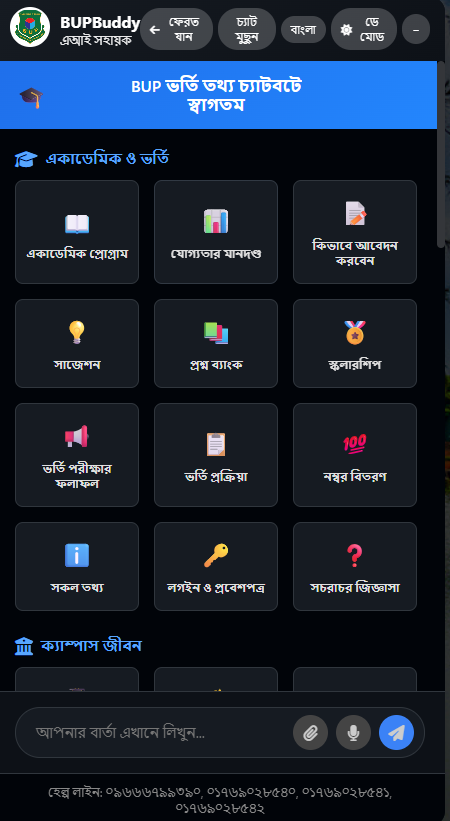 BUPBuddy
এআই সহায়ক
ফেরত
যান
চ্যাট
মুছুন
বাংলা
ডে
মোড
–
BUP ভর্তি তথ্য চ্যাটবটে
স্বাগতম
একাডেমিক ও ভর্তি
একাডেমিক প্রোগ্রাম
যোগ্যতার মানদণ্ড
কিভাবে আবেদন
করবেন
সাজেশন
প্রশ্ন ব্যাংক
স্কলারশিপ
ভর্তি পরীক্ষার
ফলাফল
ভর্তি প্রক্রিয়া
নম্বর বিতরণ
সকল তথ্য
লগইন ও প্রবেশপত্র
সচরাচর জিজ্ঞাসা
ক্যাম্পাস জীবন
আপনার বার্তা এখানে লিখুন...
হেল্প লাইন: ০৯৬৬৬৭৯৯৩৯০, ০১৭৬৯০২৮৫৪০, ০১৭৬৯০২৮৫৪১,
০১৭৬৯০২৮৫৪২